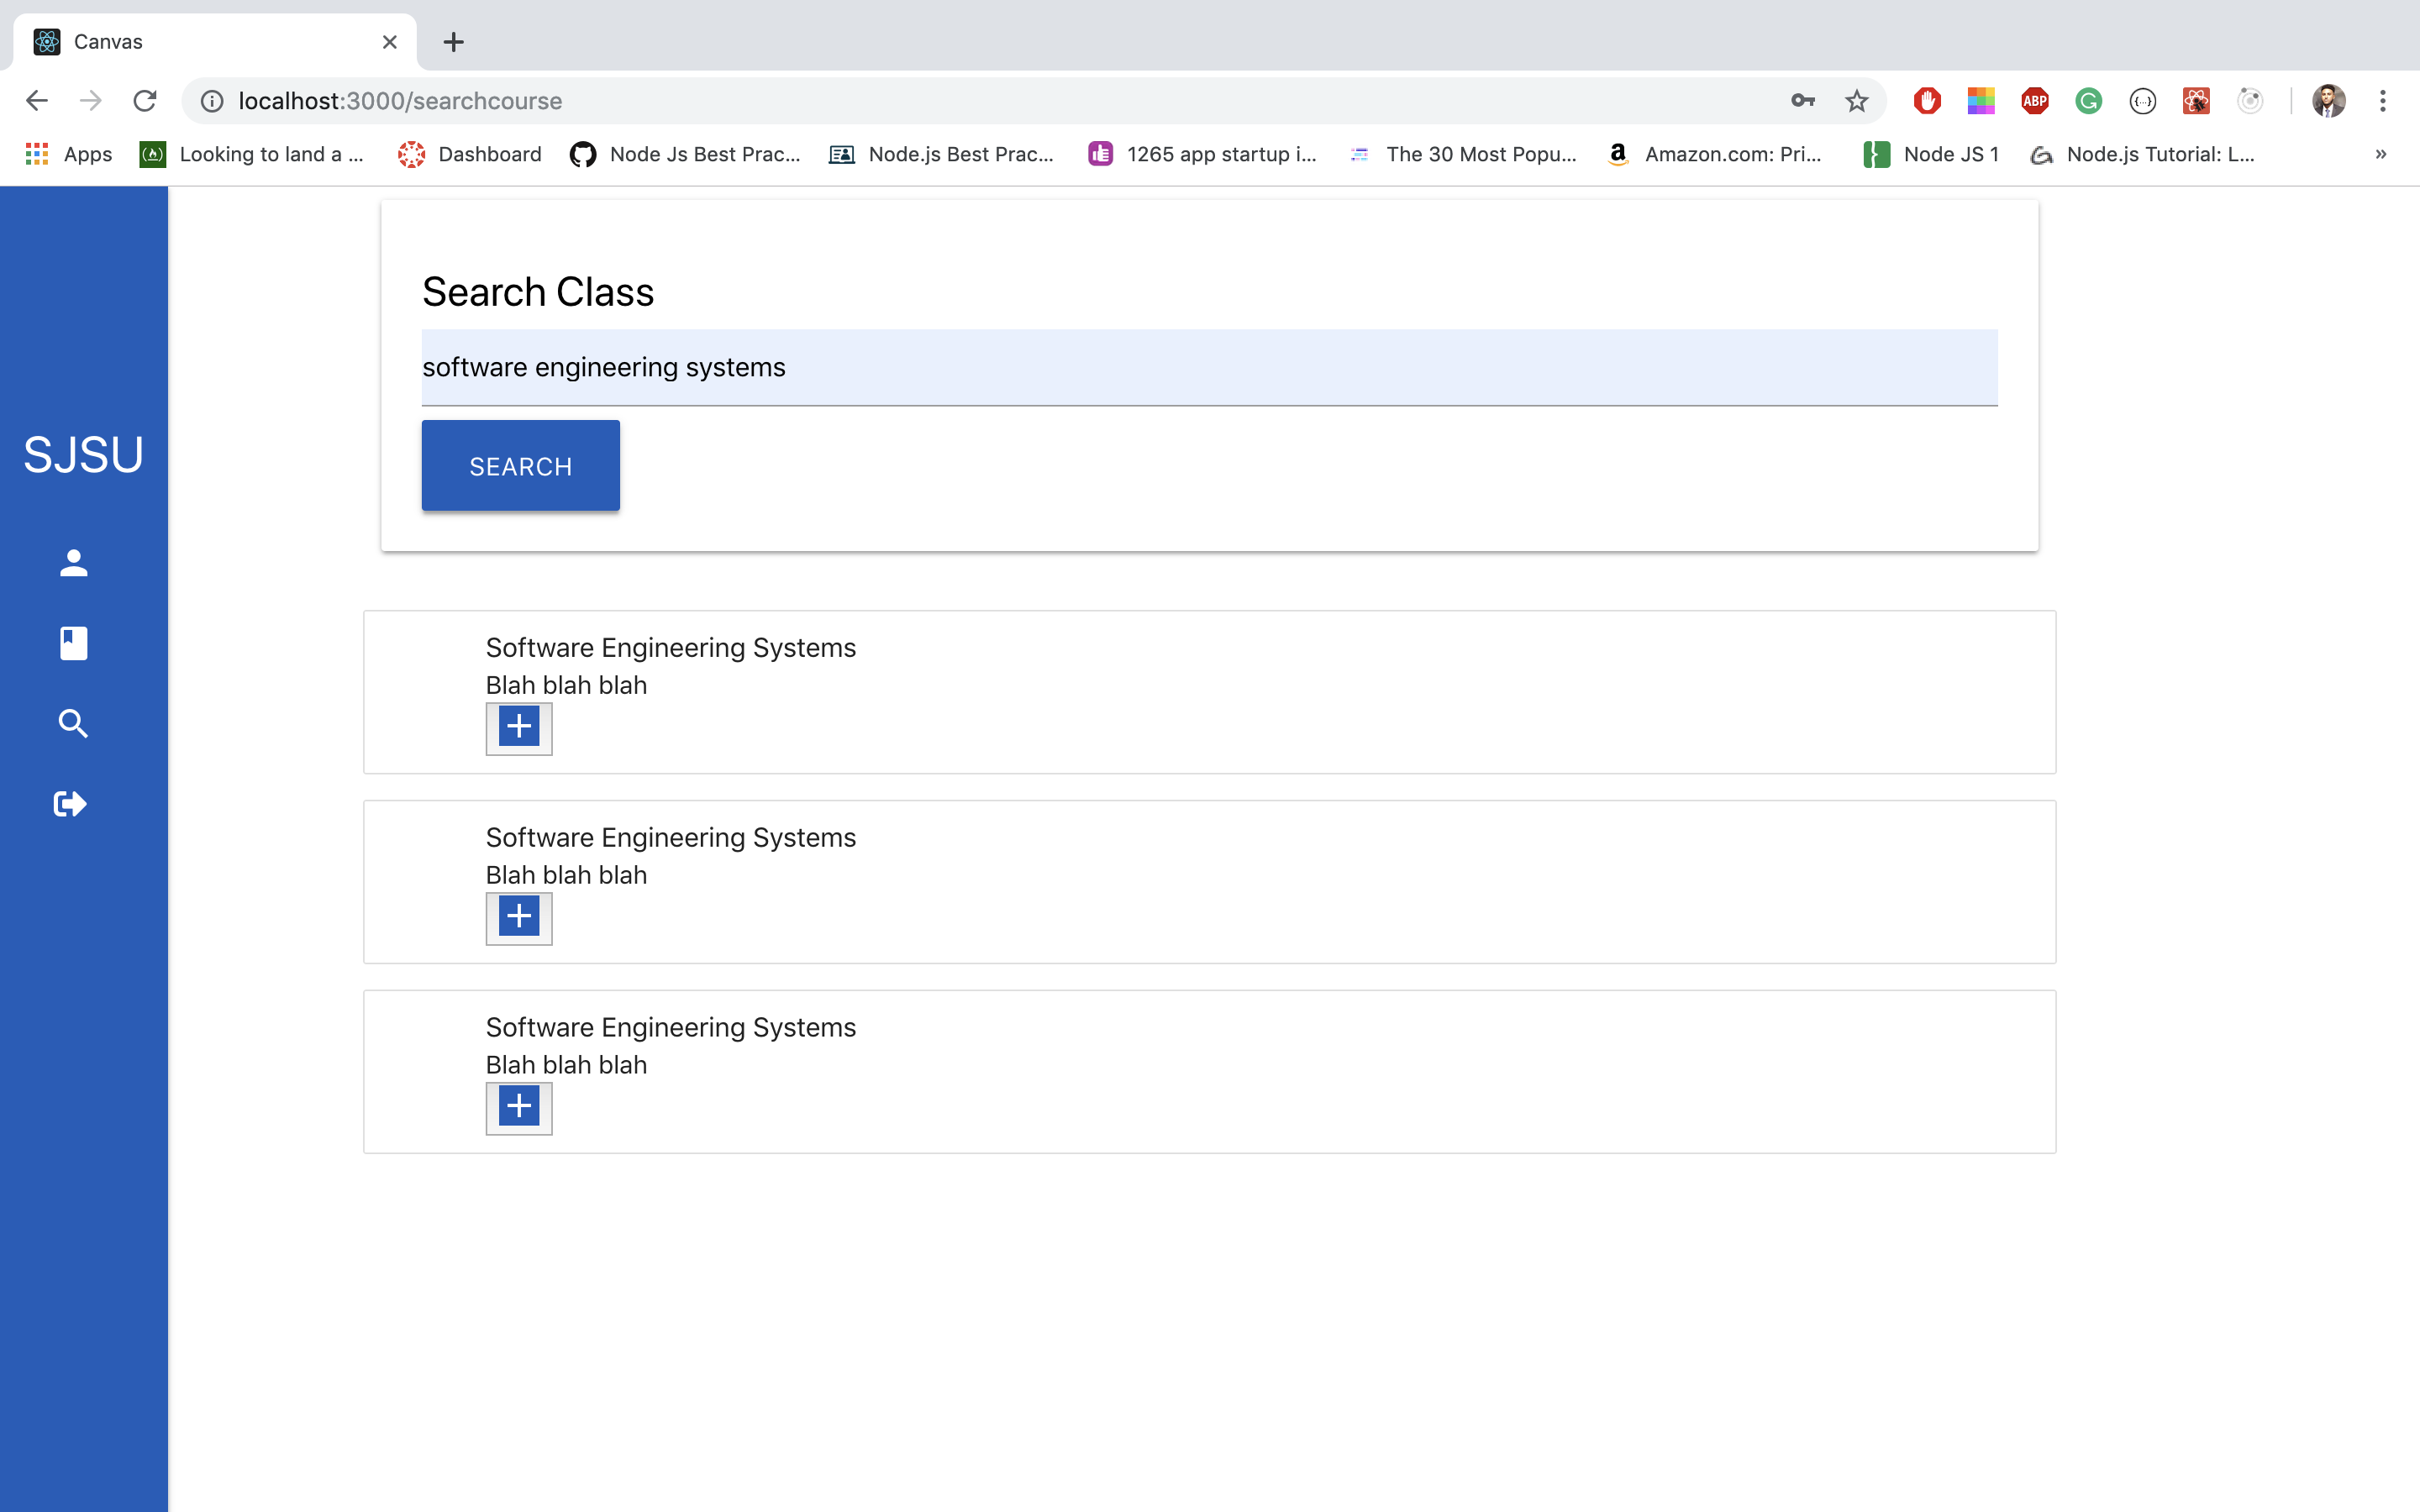 Canvas
localhost:3000/searchcourse
ABP
Apps
Looking to land a ...
Dashboard
Node Js Best Prac...
Node.js Best Prac...
1265 app startup i...
The 30 Most Popu...
Amazon.com: Pri...
Node JS 1
Node.js Tutorial: L...
»
SJSU
Search Class
software engineering systems
SEARCH
Software Engineering Systems
Blah blah blah
Software Engineering Systems
Blah blah blah
Software Engineering Systems
Blah blah blah